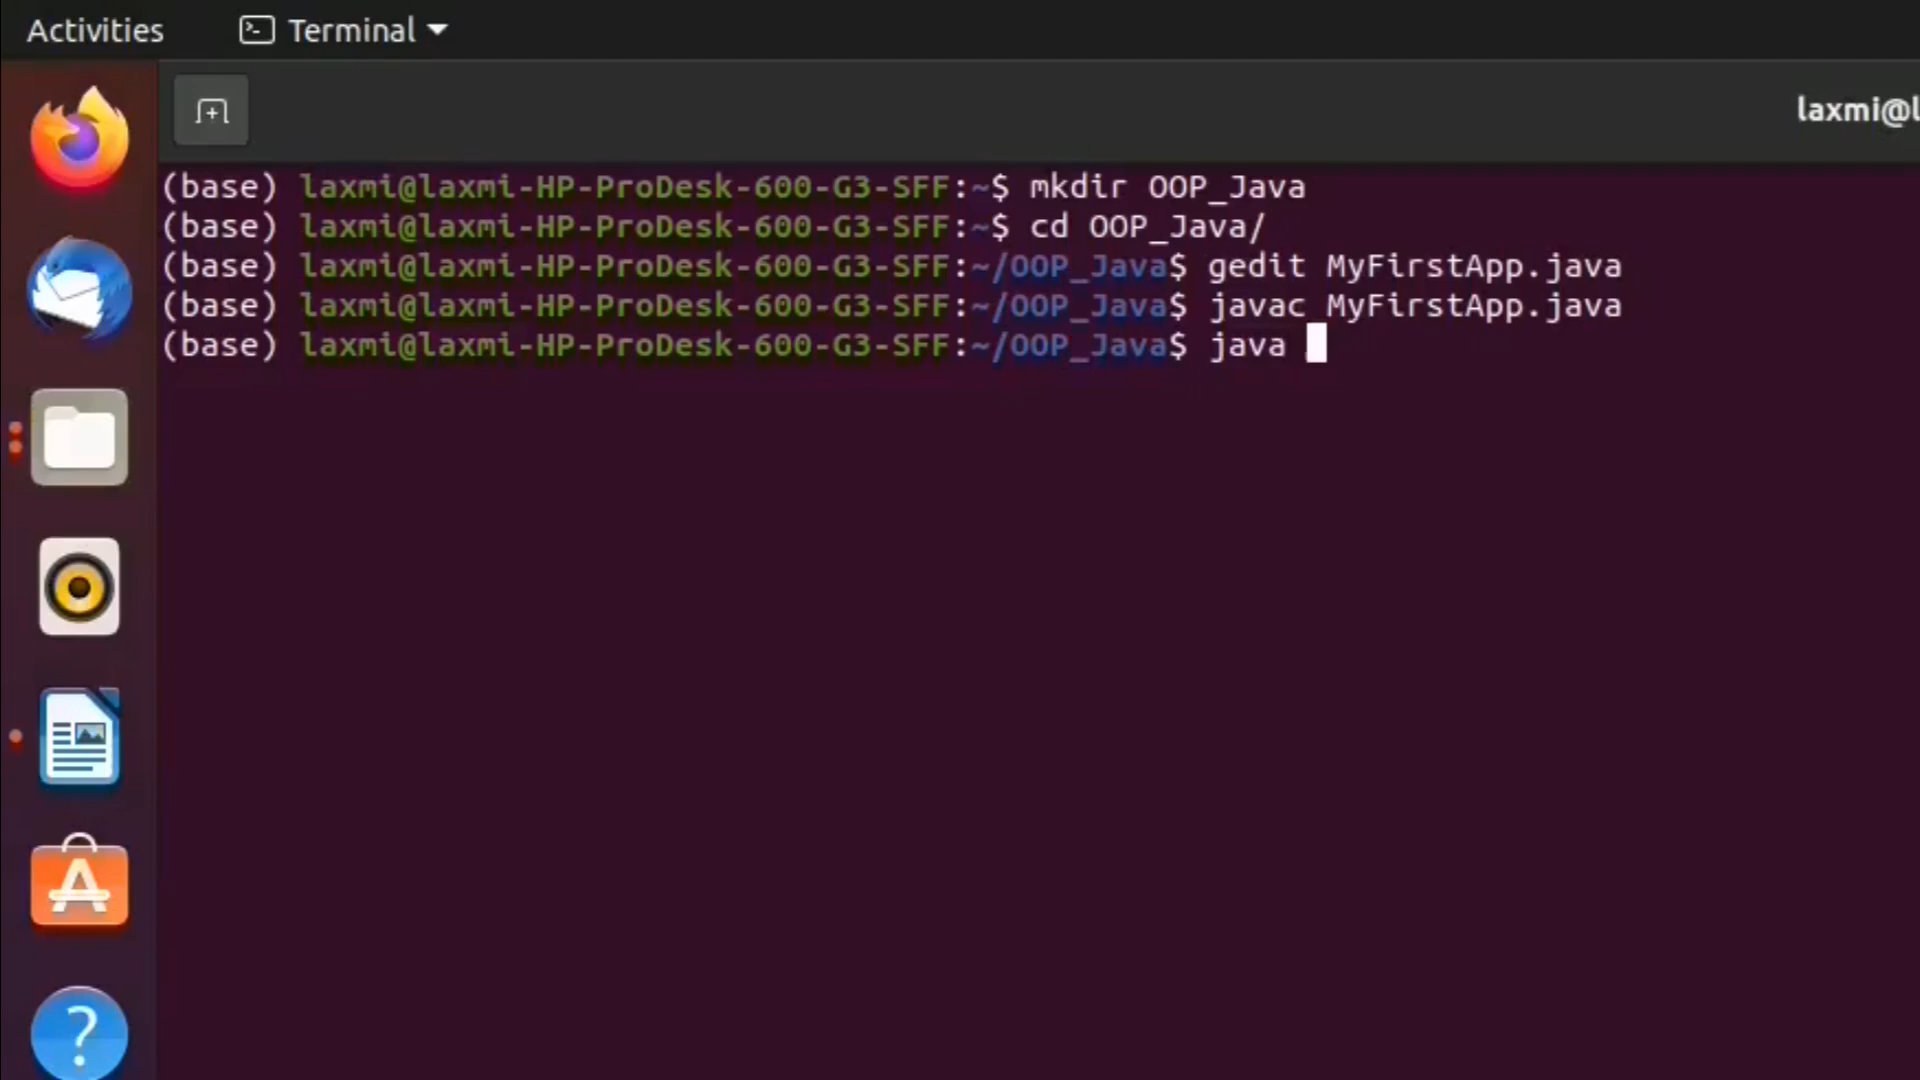 Activities Terminal
laxmi@l
(base) laxmi@laxmi-HP-ProDesk-600-G3-SFF:~$ mkdir OOP_Java
(base) laxmi@laxmi-HP-ProDesk-600-G3-SFF:~$ cd OOP_Java/
(base) laxmi@laxmi-HP-ProDesk-600-G3-SFF:~/OOP_Java$ gedit MyFirstApp.java
(base) laxmi@laxmi-HP-ProDesk-600-G3-SFF:~/OOP_Java$ javac MyFirstApp.java
(base) laxmi@laxmi-HP-ProDesk-600-G3-SFF:~/OOP_Java$ java